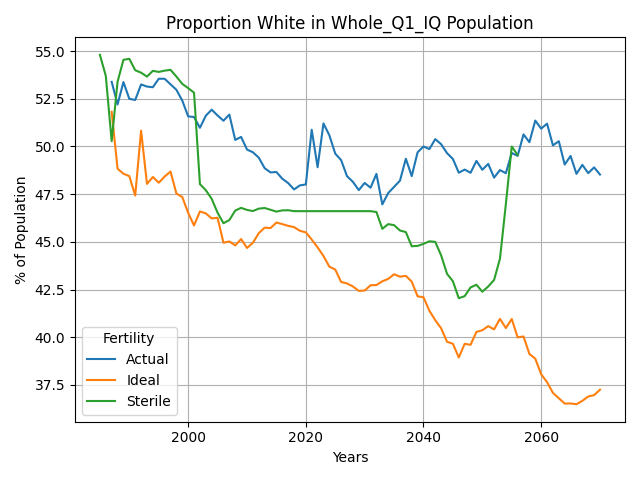 Proportion White in Whole_Q1_IQ Population
% of Population
55.0
52.5
50.0
47.5
45.0
42.5
40.0
37.5
Fertility
Actual
Ideal
Sterile
2000
2020
2040
2060
Years